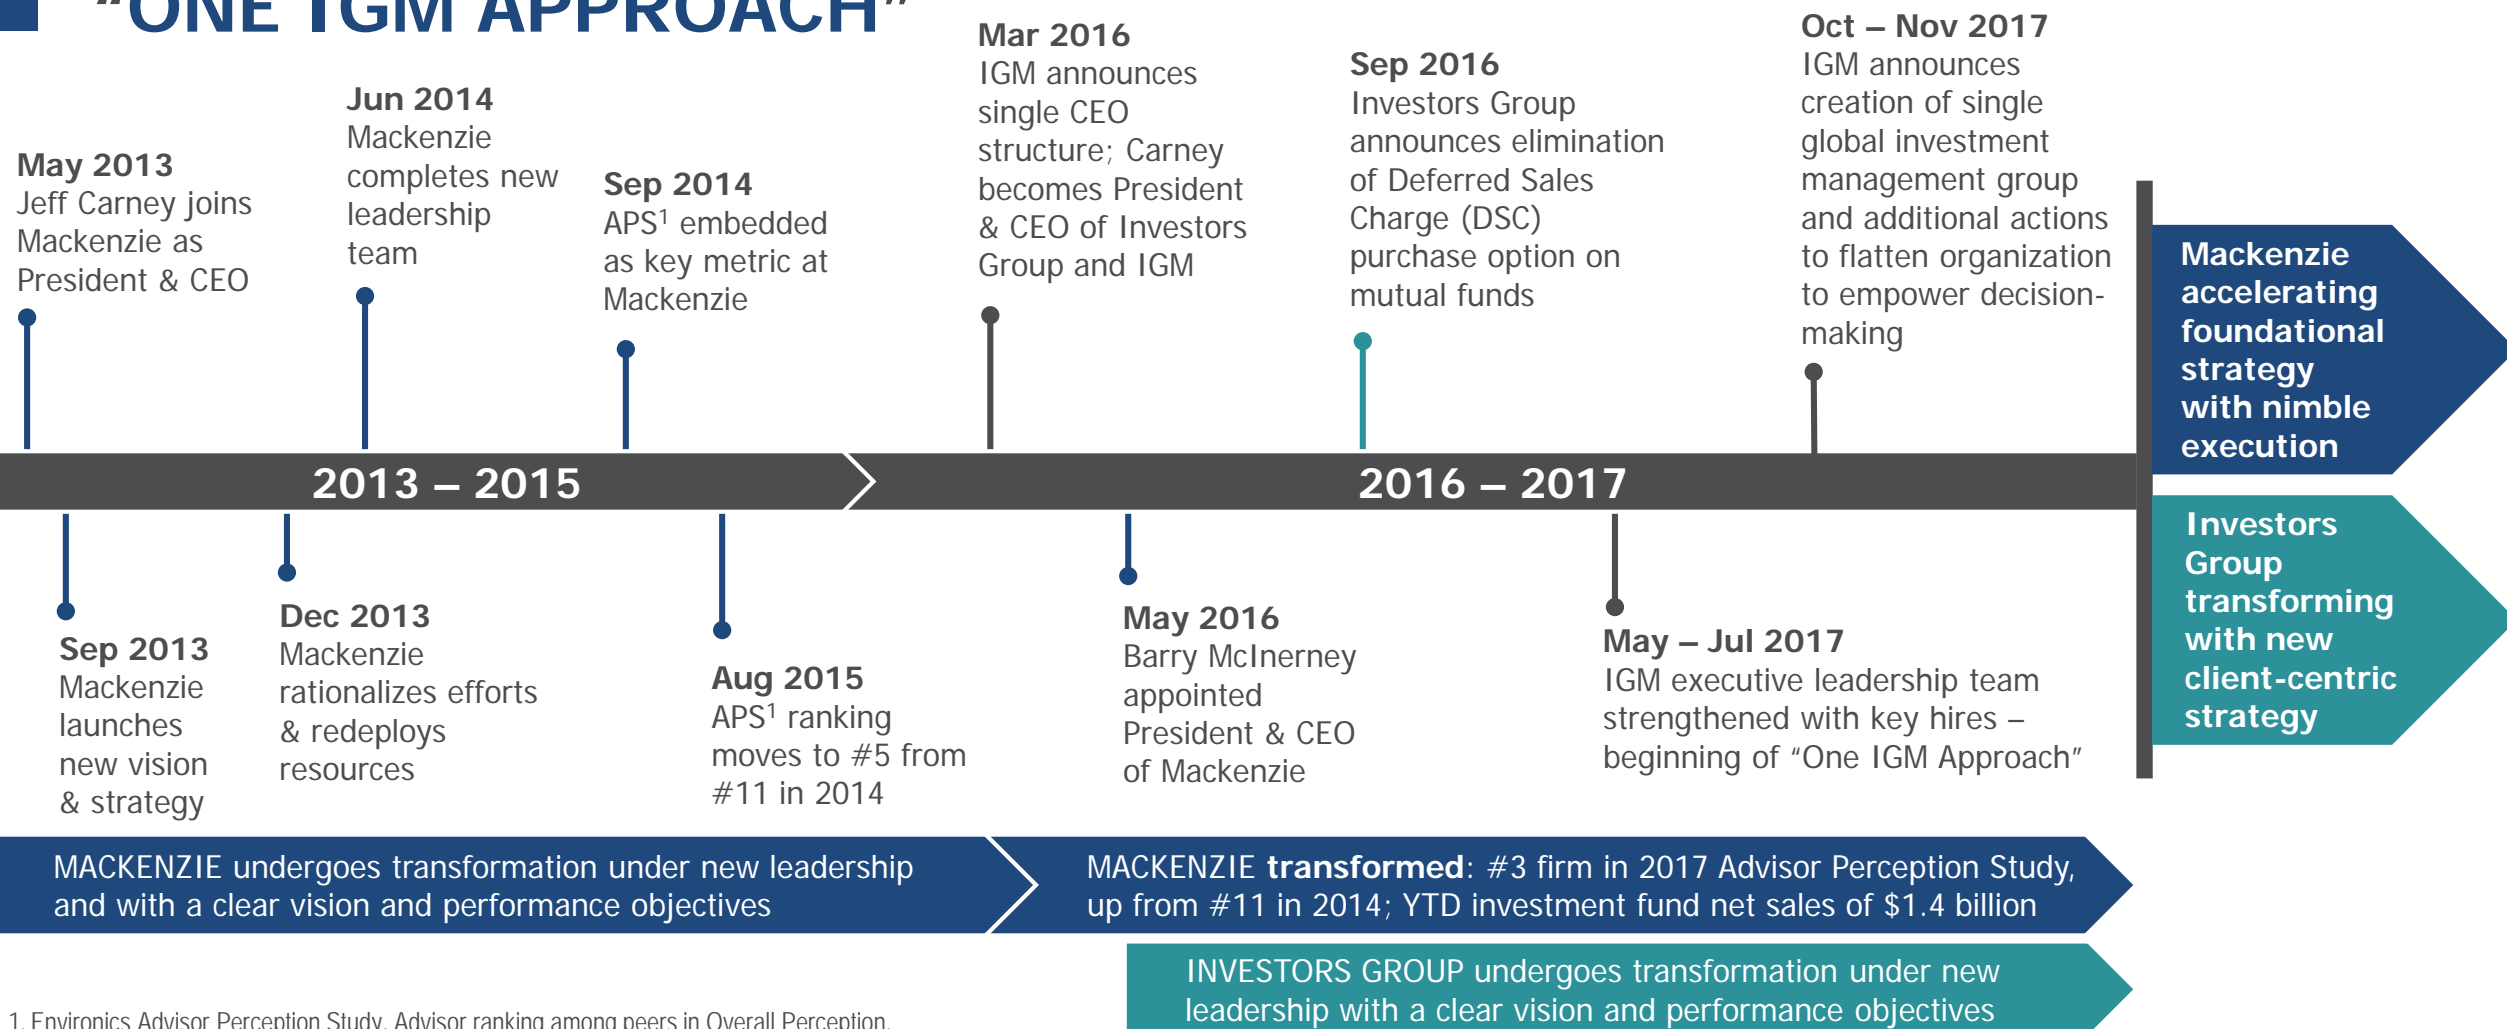 "ONE IGM APPROACH"
May 2013
Jeff Carney joins
Mackenzie as
President & CEO
Jun 2014
Mackenzie
completes new
leadership
team
Sep 2014
APS¹ embedded
as key metric at
Mackenzie
Mar 2016
IGM announces
single CEO
structure; Carney
becomes President
& CEO of Investors
Group and IGM
Sep 2016
Investors Group
announces elimination
of Deferred Sales
Charge (DSC)
purchase option on
mutual funds
Oct – Nov 2017
IGM announces
creation of single
global investment
management group
and additional actions
to flatten organization
to empower decision-
making
2013 – 2015
2016 – 2017
Sep 2013
Mackenzie
launches
new vision
& strategy
Dec 2013
Mackenzie
rationalizes efforts
& redeploys
resources
Aug 2015
APS¹ ranking
moves to #5 from
#11 in 2014
May 2016
Barry McInerney
appointed
President & CEO
of Mackenzie
May – Jul 2017
IGM executive leadership team
strengthened with key hires –
beginning of "One IGM Approach"
Mackenzie
accelerating
foundational
strategy
with nimble
execution
Investors
Group
transforming
with new
client-centric
strategy
MACKENZIE undergoes transformation under new leadership
and with a clear vision and performance objectives
MACKENZIE transformed: #3 firm in 2017 Advisor Perception Study,
up from #11 in 2014; YTD investment fund net sales of $1.4 billion
INVESTORS GROUP undergoes transformation under new
leadership with a clear vision and performance objectives
1. Environics Advisor Perception Study. Advisor ranking among peers in Overall Perception.